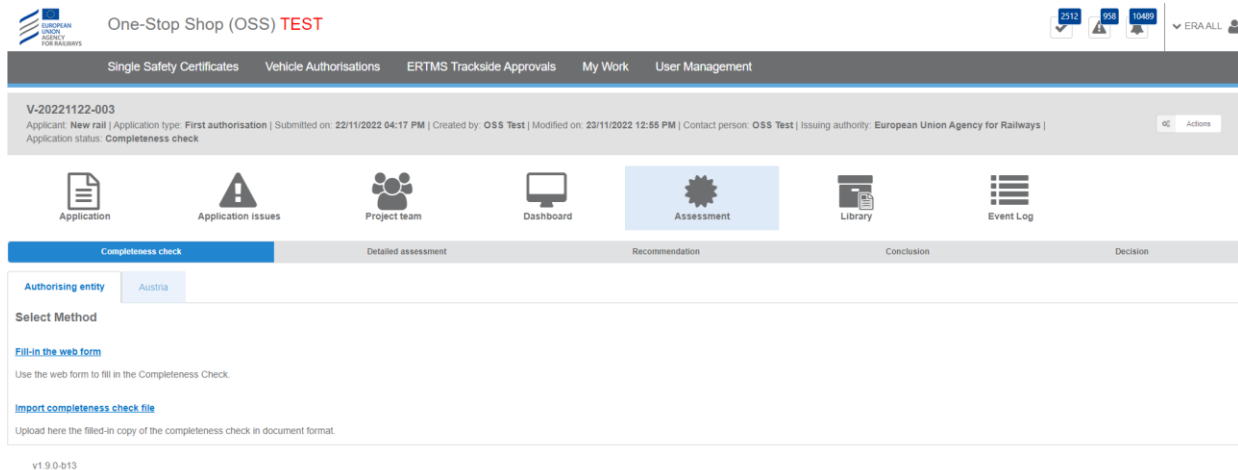 EUROPEAN
UNION
AGENCY
FOR RAILWAYS
One-Stop Shop (OSS) TEST
2512
958
10489
ERA ALL
Single Safety Certificates Vehicle Authorisations ERTMS Trackside Approvals My Work User Management
V-20221122-003
Applicant: New rail | Application type: First authorisation | Submitted on: 22/11/2022 04:17 PM | Created by: OSS Test | Modified on: 23/11/2022 12:55 PM | Contact person: OSS Test | Issuing authority: European Union Agency for Railways |
Application status: Completeness check
Actions
Application Application issues Project team Dashboard Assessment Library Event Log
Completeness check Detailed assessment Recommendation Conclusion Decision
Authorising entity Austria
Select Method
Fill-in the web form
Use the web form to fill in the Completeness Check.
Import completeness check file
Upload here the filled-in copy of the completeness check in document format.
v1.9.0-b13